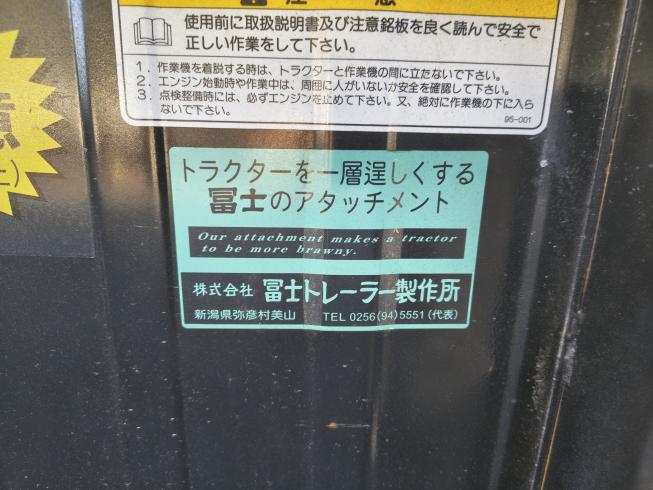 注意
使用前に取扱説明書及び注意銘板を良く読んで安全で
正しい作業をして下さい。
1. 作業機を着脱する時は、トラクターと作業機の間に立たないで下さい。
2. エンジン始動時や作業中は、周囲に人がいないか安全を確認して下さい。
3. 点検整備時には、必ずエンジンを止めて下さい。又、絶対に作業機の下に入ら
ないで下さい。
95-001
トラクターを一層逞しくする
冨士のアタッチメント
Our attachment makes a tractor
to be more brawny.
株式会社 冨士トレーラー製作所
新潟県弥彦村美山 TEL 0256(94)5551(代表)